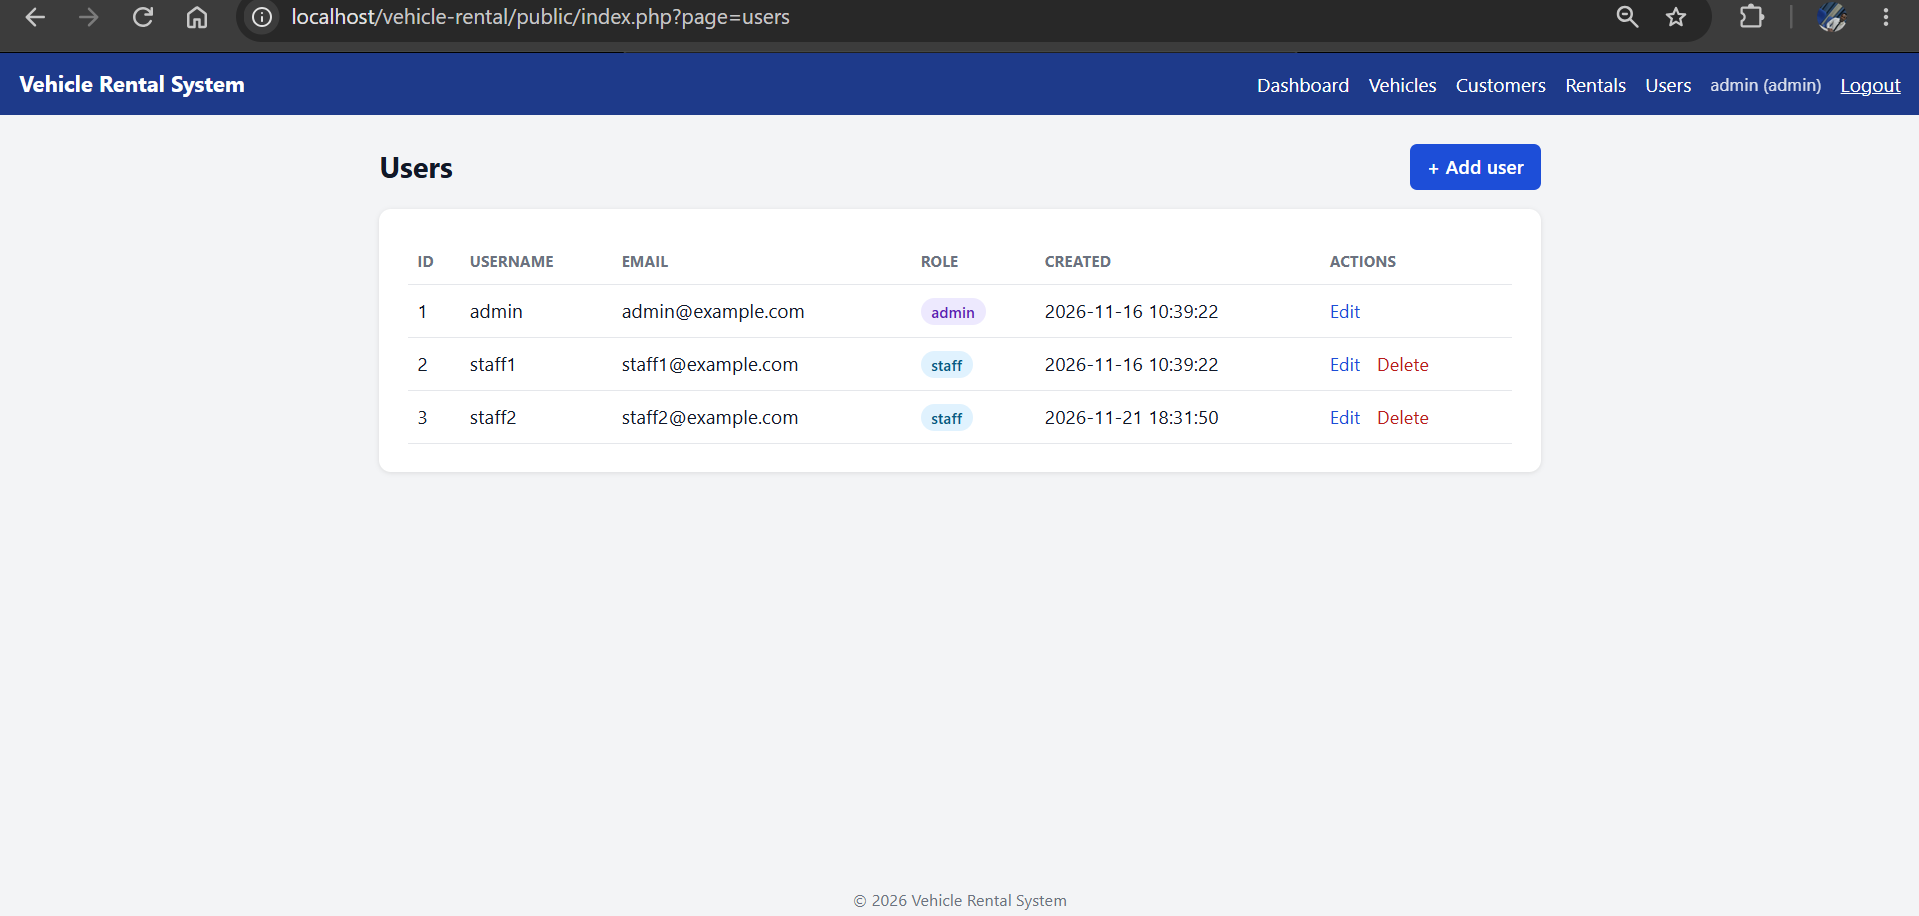 localhost/vehicle-rental/public/index.php?page=users
Vehicle Rental System
Dashboard Vehicles Customers Rentals Users admin (admin) Logout
Users
+ Add user
ID USERNAME EMAIL ROLE CREATED ACTIONS
1 admin admin@example.com admin 2026-11-16 10:39:22 Edit
2 staff1 staff1@example.com staff 2026-11-16 10:39:22 Edit Delete
3 staff2 staff2@example.com staff 2026-11-21 18:31:50 Edit Delete
© 2026 Vehicle Rental System